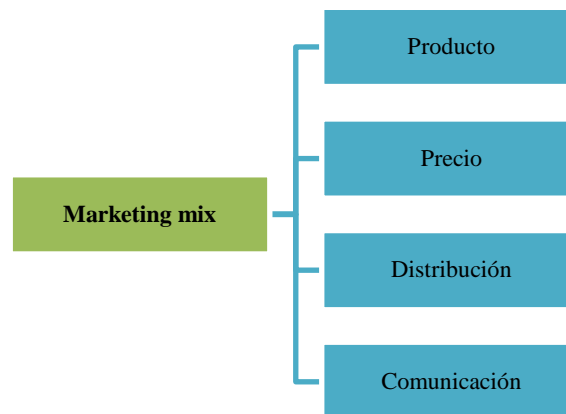 Marketing mix
Producto
Precio
Distribución
Comunicación